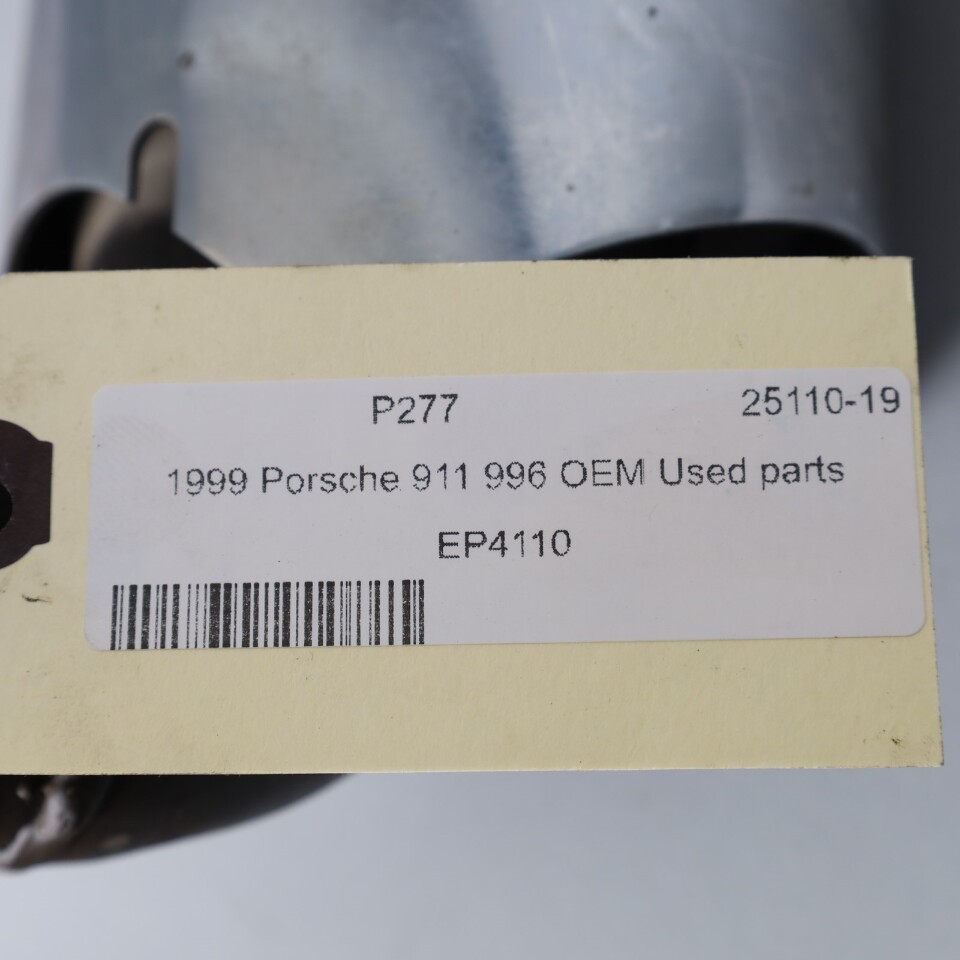 P277 25110-19
1999 Porsche 911 996 OEM Used parts
EP4110